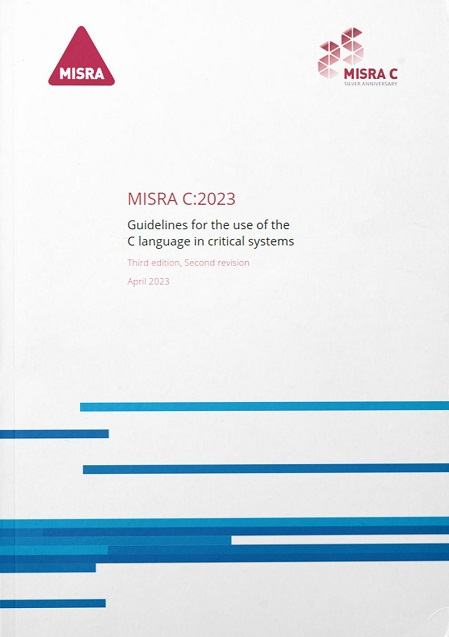 MISRA
MISRA C
SILVER ANNIVERSARY
MISRA C:2023
Guidelines for the use of the
C language in critical systems
Third edition, Second revision
April 2023